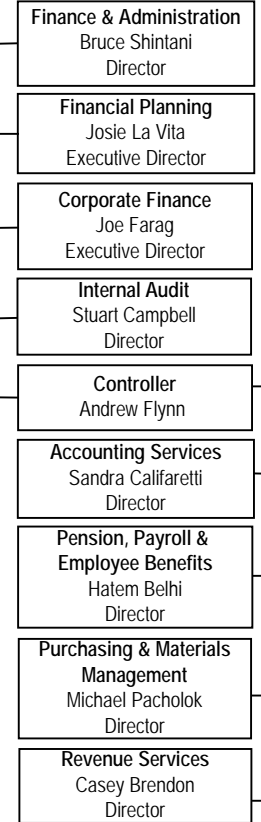 Finance & Administration
Bruce Shintani
Director
Financial Planning
Josie La Vita
Executive Director
Corporate Finance
Joe Farag
Executive Director
Internal Audit
Stuart Campbell
Director
Controller
Andrew Flynn
Accounting Services
Sandra Califaretti
Director
Pension, Payroll &
Employee Benefits
Hatem Belhi
Director
Purchasing & Materials
Management
Michael Pacholok
Director
Revenue Services
Casey Brendon
Director